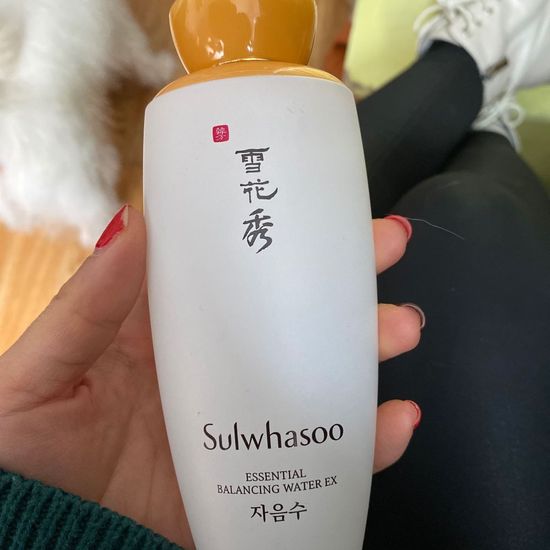 雪
花
秀
Sulwhasoo
ESSENTIAL
BALANCING WATER EX
자음수